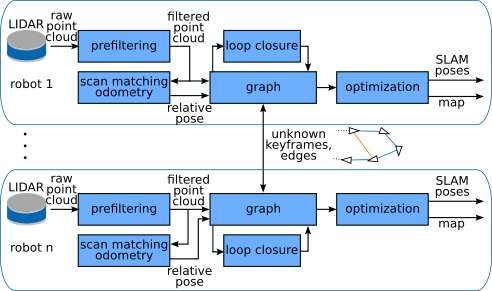 LIDAR
raw
point
cloud
prefiltering
filtered
point
cloud
loop closure
scan matching
odometry
relative
pose
graph
optimization
SLAM
poses
map
robot 1
unknown
keyframes,
edges
LIDAR
raw
point
cloud
prefiltering
filtered
point
cloud
graph
optimization
SLAM
poses
map
scan matching
odometry
relative
pose
loop closure
robot n